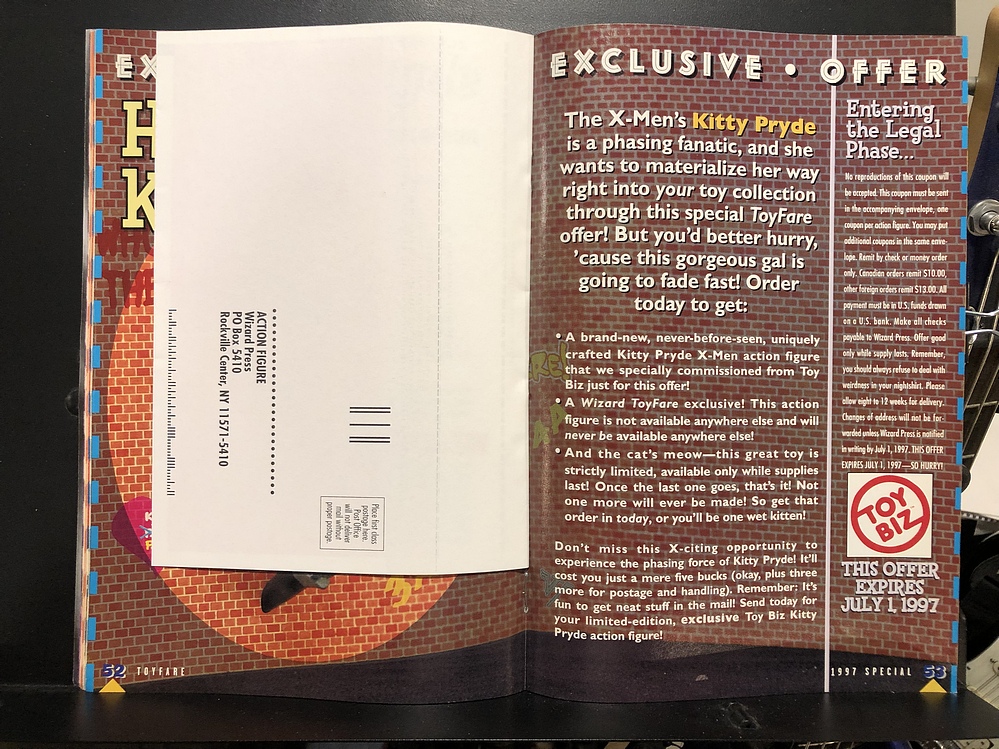 EX
H
K
ACTION FIGURE
Wizard Press
PO Box 5410
Rockville Center, NY 11571-5410
Place first class
postage here.
Post Office
will not deliver
mail without
proper postage.
52 TOYFARE
EXCLUSIVE • OFFER
The X-Men's Kitty Pryde
is a phasing fanatic, and she
wants to materialize her way
right into your toy collection
through this special ToyFare
offer! But you'd better hurry,
'cause this gorgeous gal is
going to fade fast! Order
today to get:
• A brand-new, never-before-seen, uniquely
crafted Kitty Pryde X-Men action figure
that we specially commissioned from Toy
Biz just for this offer!
• A Wizard ToyFare exclusive! This action
figure is not available anywhere else and will
never be available anywhere else!
• And the cat's meow—this great toy is
strictly limited, available only while supplies
last! Once the last one goes, that's it! Not
one more will ever be made! So get that
order in today, or you'll be one wet kitten!
Don't miss this X-citing opportunity to
experience the phasing force of Kitty Pryde! It'll
cost you just a mere five bucks (okay, plus three
more for postage and handling). Remember: It's
fun to get neat stuff in the mail! Send today for
your limited-edition, exclusive Toy Biz Kitty
Pryde action figure!
Entering
the Legal
Phase...
No reproductions of this coupon will
be accepted. This coupon must be sent
in the accompanying envelope, one
coupon per action figure. You may put
additional coupons in the same enve-
lope. Remit by check or money order
only. Canadian orders remit $10.00,
other foreign orders remit $13.00. All
payment must be in U.S. funds drawn
on a U.S. bank. Make all checks
payable to Wizard Press. Offer good
only while supply lasts. Remember,
you should always refuse to deal with
weirdness in your nightshirt. Please
allow eight to 12 weeks for delivery.
Changes of address will not be for-
warded unless Wizard Press is notified
in writing by July 1, 1997. THIS OFFER
EXPIRES JULY 1, 1997—SO HURRY!
TOY
BIZ
THIS OFFER
EXPIRES
JULY 1, 1997
1997 SPECIAL 53